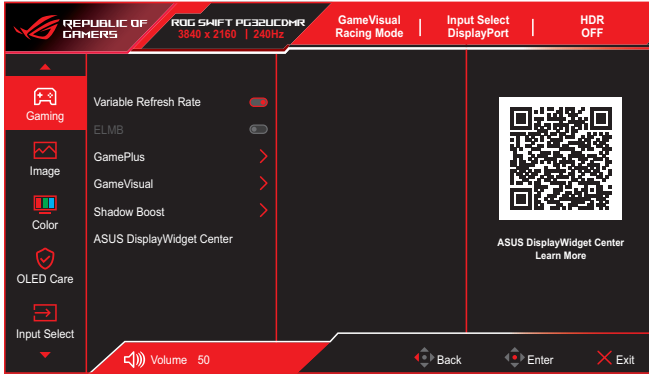 REPUBLIC OF
GAMERS
ROG SWIFT PG32UCDMR
3840 x 2160 | 240Hz
GameVisual
Racing Mode
Input Select
DisplayPort
HDR
OFF
Gaming
Image
Color
OLED Care
Input Select
Variable Refresh Rate
ELMB
GamePlus
GameVisual
Shadow Boost
ASUS DisplayWidget Center
ASUS DisplayWidget Center
Learn More
Volume 50
Back
Enter
Exit